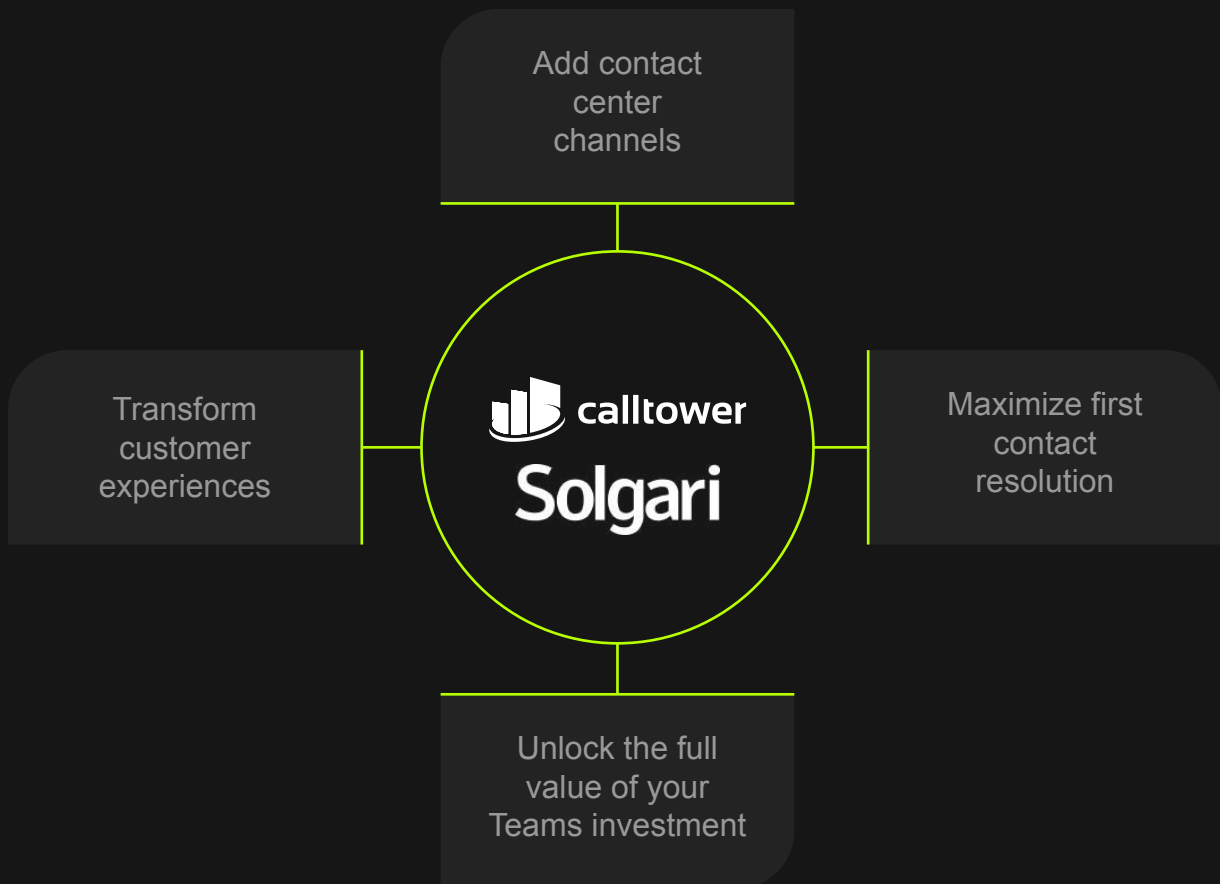 Add contact
center
channels
Transform
customer
experiences
calltower
Solgari
Maximize first
contact
resolution
Unlock the full
value of your
Teams investment